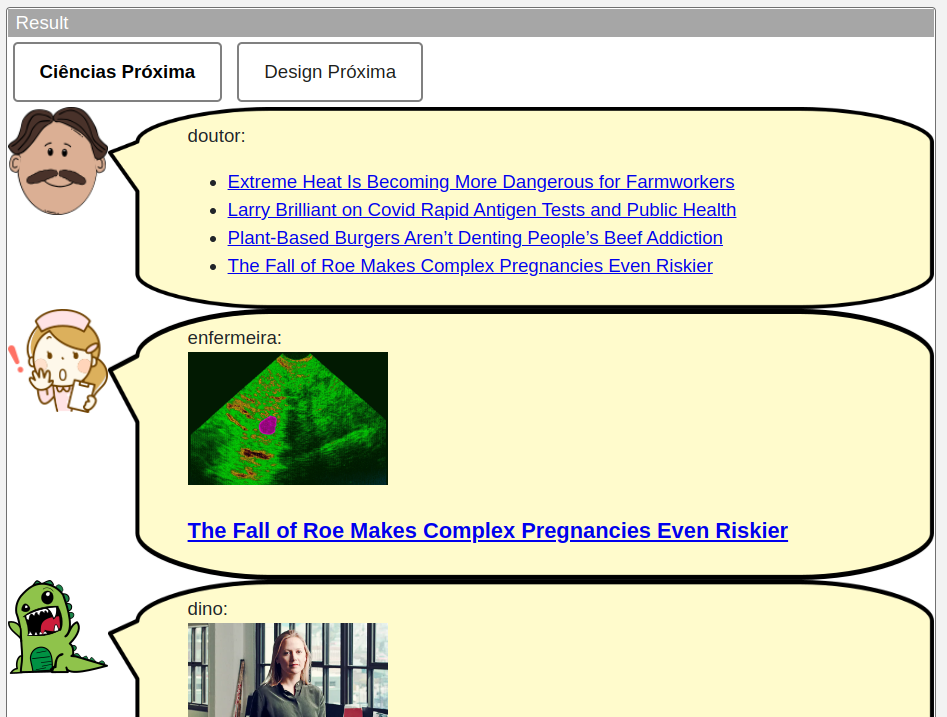 Result
Ciências Próxima
Design Próxima
doutor:
Extreme Heat Is Becoming More Dangerous for Farmworkers
Larry Brilliant on Covid Rapid Antigen Tests and Public Health
Plant-Based Burgers Aren’t Denting People’s Beef Addiction
The Fall of Roe Makes Complex Pregnancies Even Riskier
enfermeira:
The Fall of Roe Makes Complex Pregnancies Even Riskier
dino: